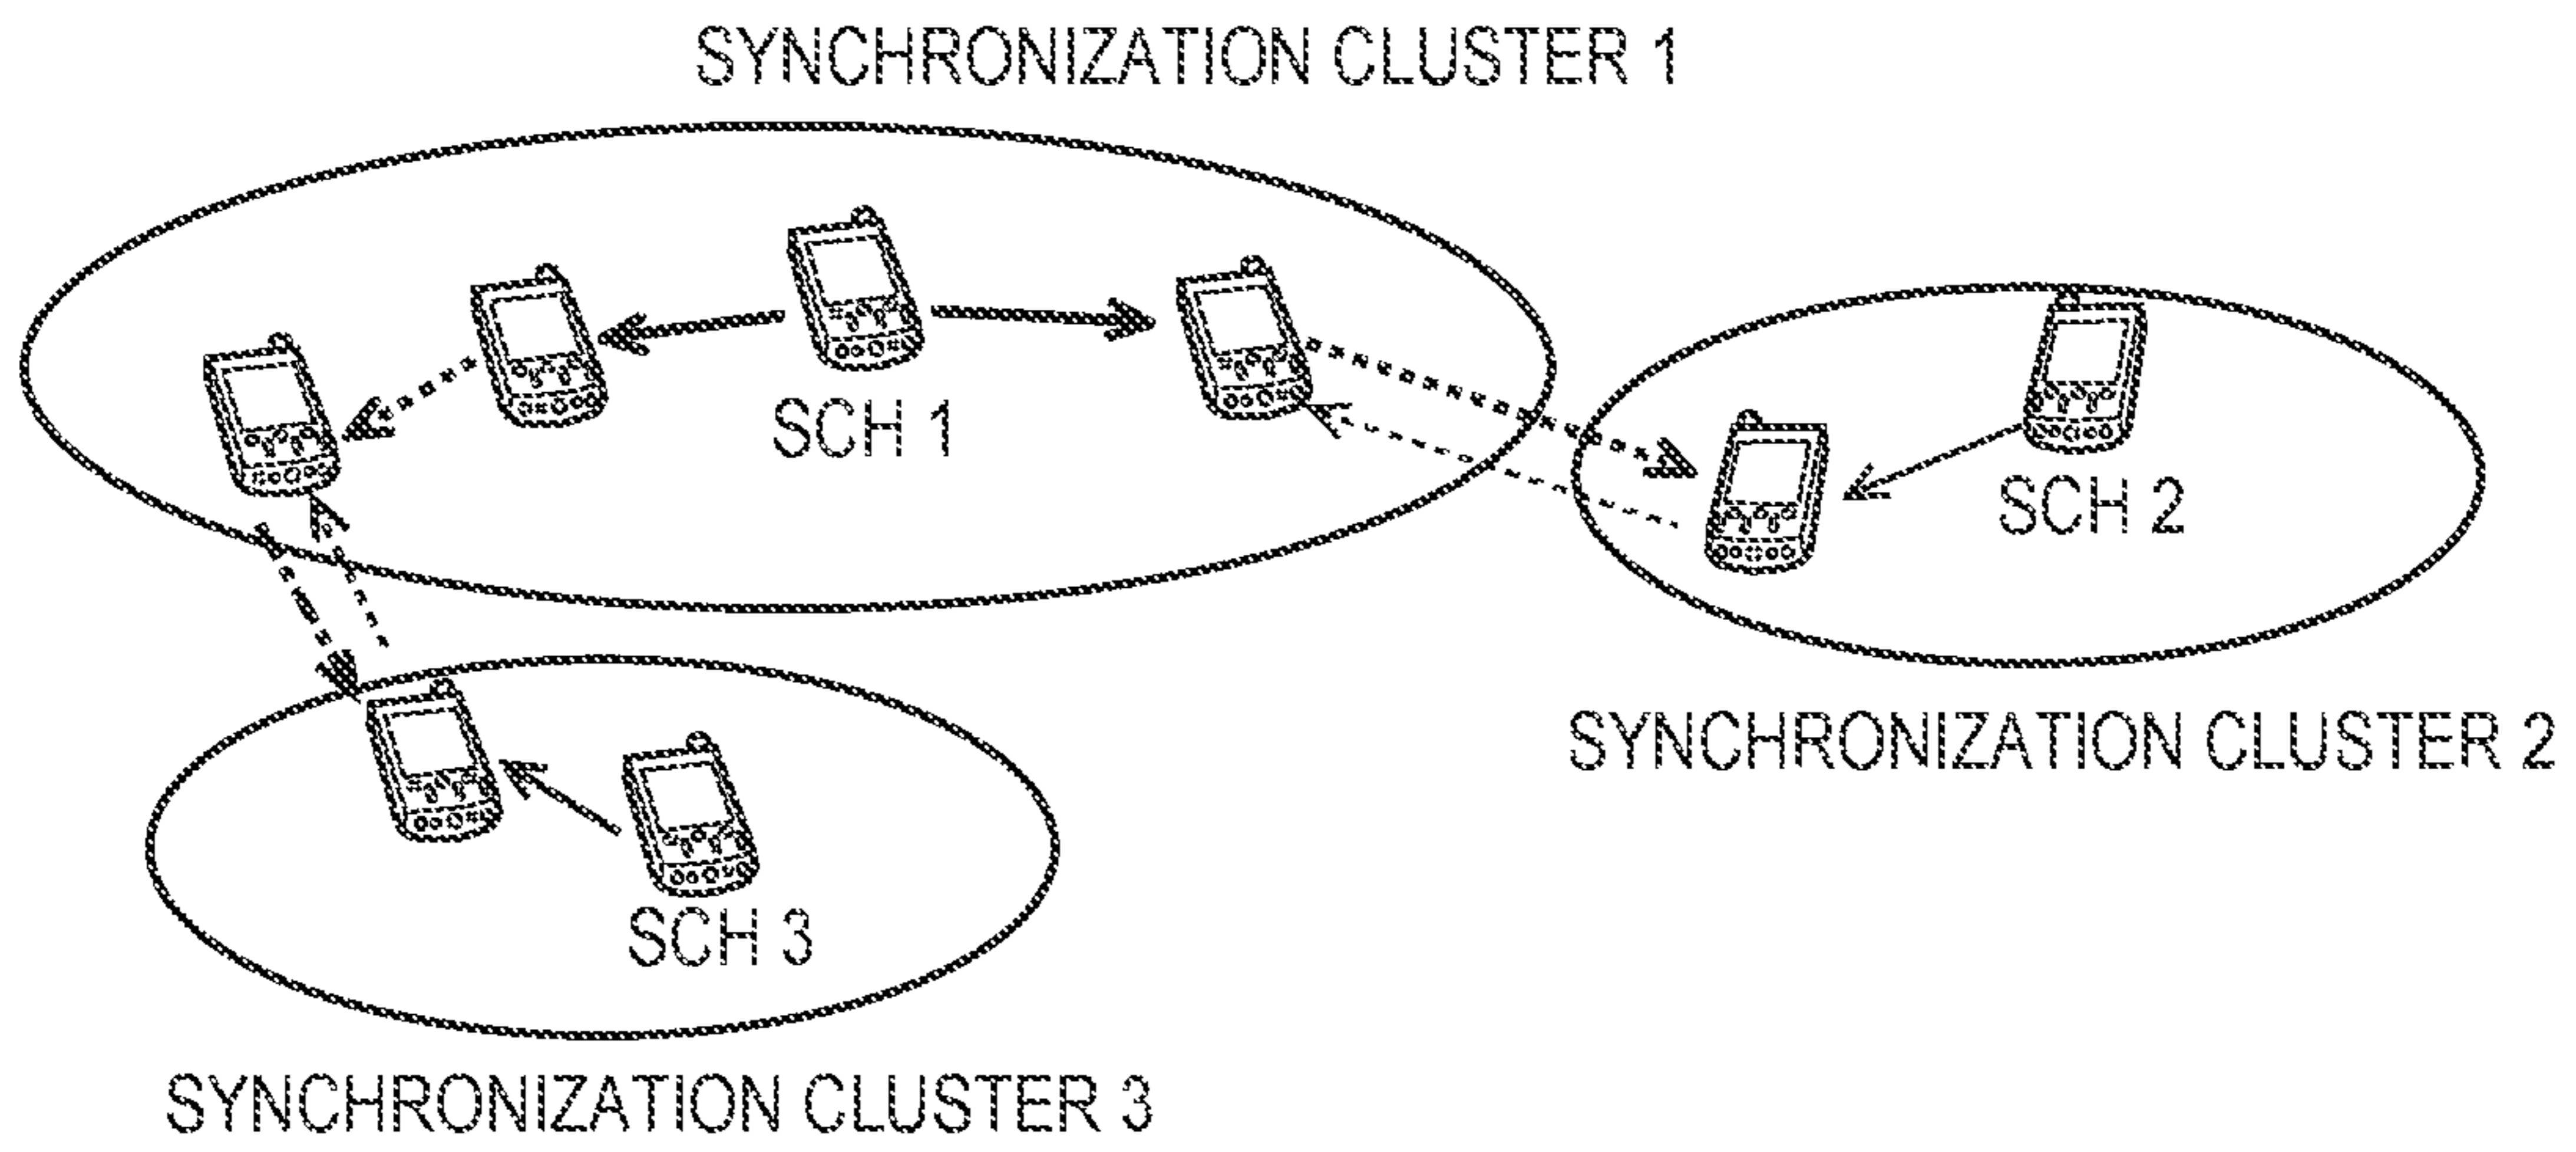 SYNCHRONIZATION CLUSTER 1
SCH 1
SCH 2
SYNCHRONIZATION CLUSTER 2
SCH 3
SYNCHRONIZATION CLUSTER 3